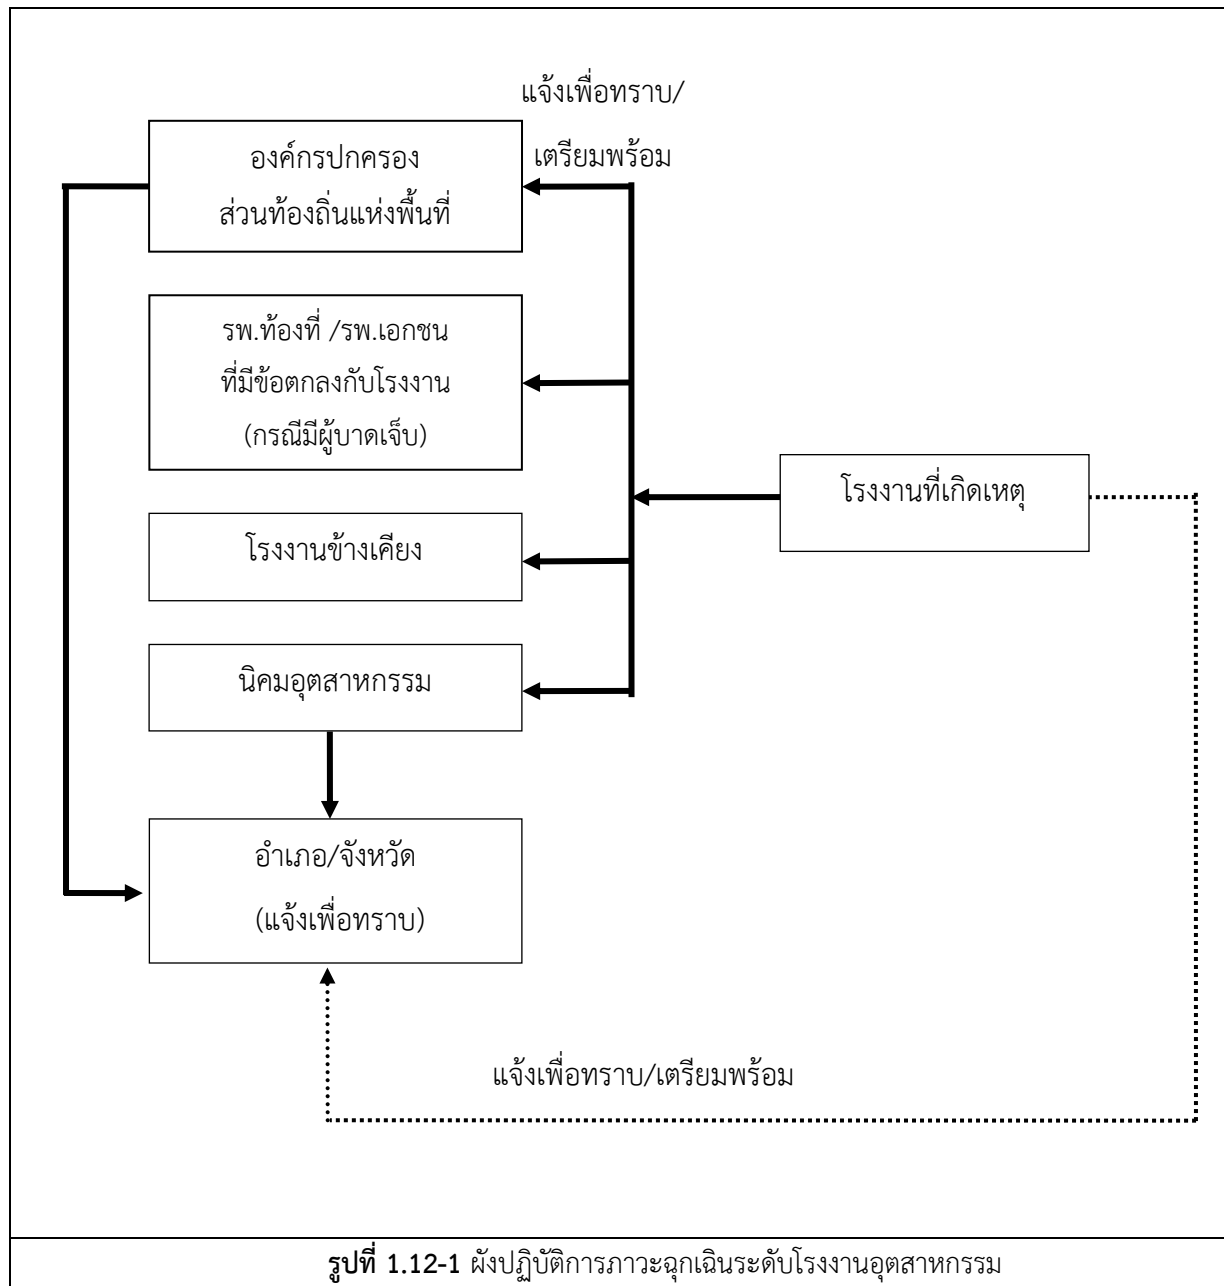 แจ้งเพื่อทราบ/
เตรียมพร้อม
องค์กรปกครอง
ส่วนท้องถิ่นแห่งพื้นที่
รพ.ท้องที่ /รพ.เอกชน
ที่มีข้อตกลงกับโรงงาน
(กรณีมีผู้บาดเจ็บ)
โรงงานที่เกิดเหตุ
โรงงานข้างเคียง
นิคมอุตสาหกรรม
อำเภอ/จังหวัด
(แจ้งเพื่อทราบ)
แจ้งเพื่อทราบ/เตรียมพร้อม
รูปที่ 1.12-1 ผังปฏิบัติการภาวะฉุกเฉินระดับโรงงานอุตสาหกรรม